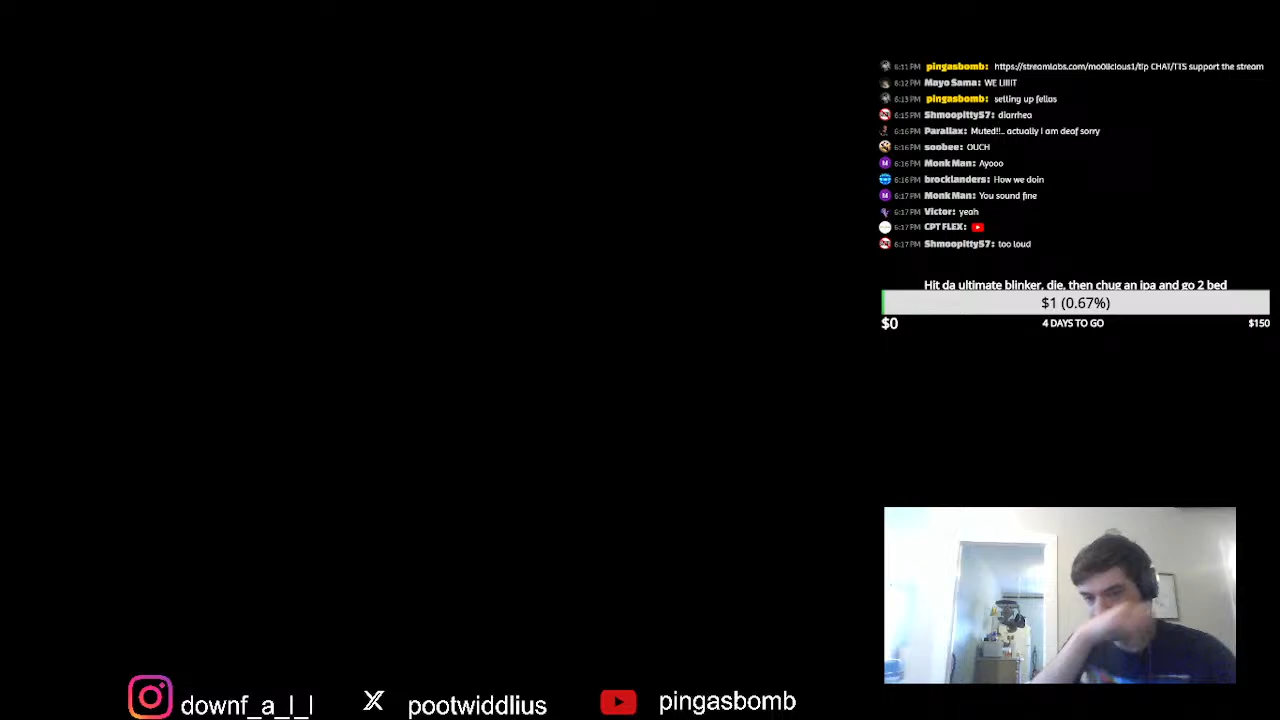 6:11 PM pingasbomb: https://streamlabs.com/mo0licious1/tip CHAT/TTS support the stream
6:12 PM Mayo Sama: WE LIIIIT
6:13 PM pingasbomb: setting up fellas
6:15 PM Shmoopitty57: diarrhea
6:16 PM Parallax: Muted!!.. actually I am deaf sorry
6:16 PM soobee: OUCH
6:16 PM Monk Man: Ayooo
6:16 PM brocklanders: How we doin
6:17 PM Monk Man: You sound fine
6:17 PM Victor: yeah
6:17 PM CPT FLEX:
6:17 PM Shmoopitty57: too loud
Hit da ultimate blinker, die, then chug an ipa and go 2 bed
$1 (0.67%)
$0 4 DAYS TO GO $150
downf_a_l_l X pootwiddlius pingasbomb